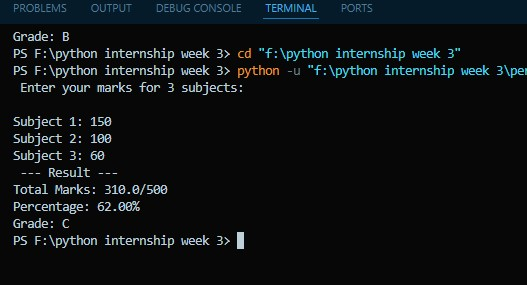 PROBLEMS OUTPUT DEBUG CONSOLE TERMINAL PORTS
Grade: B
PS F:\python internship week 3> cd "f:\python internship week 3"
PS F:\python internship week 3> python -u "f:\python internship week 3\per
Enter your marks for 3 subjects:
Subject 1: 150
Subject 2: 100
Subject 3: 60
--- Result ---
Total Marks: 310.0/500
Percentage: 62.00%
Grade: C
PS F:\python internship week 3>